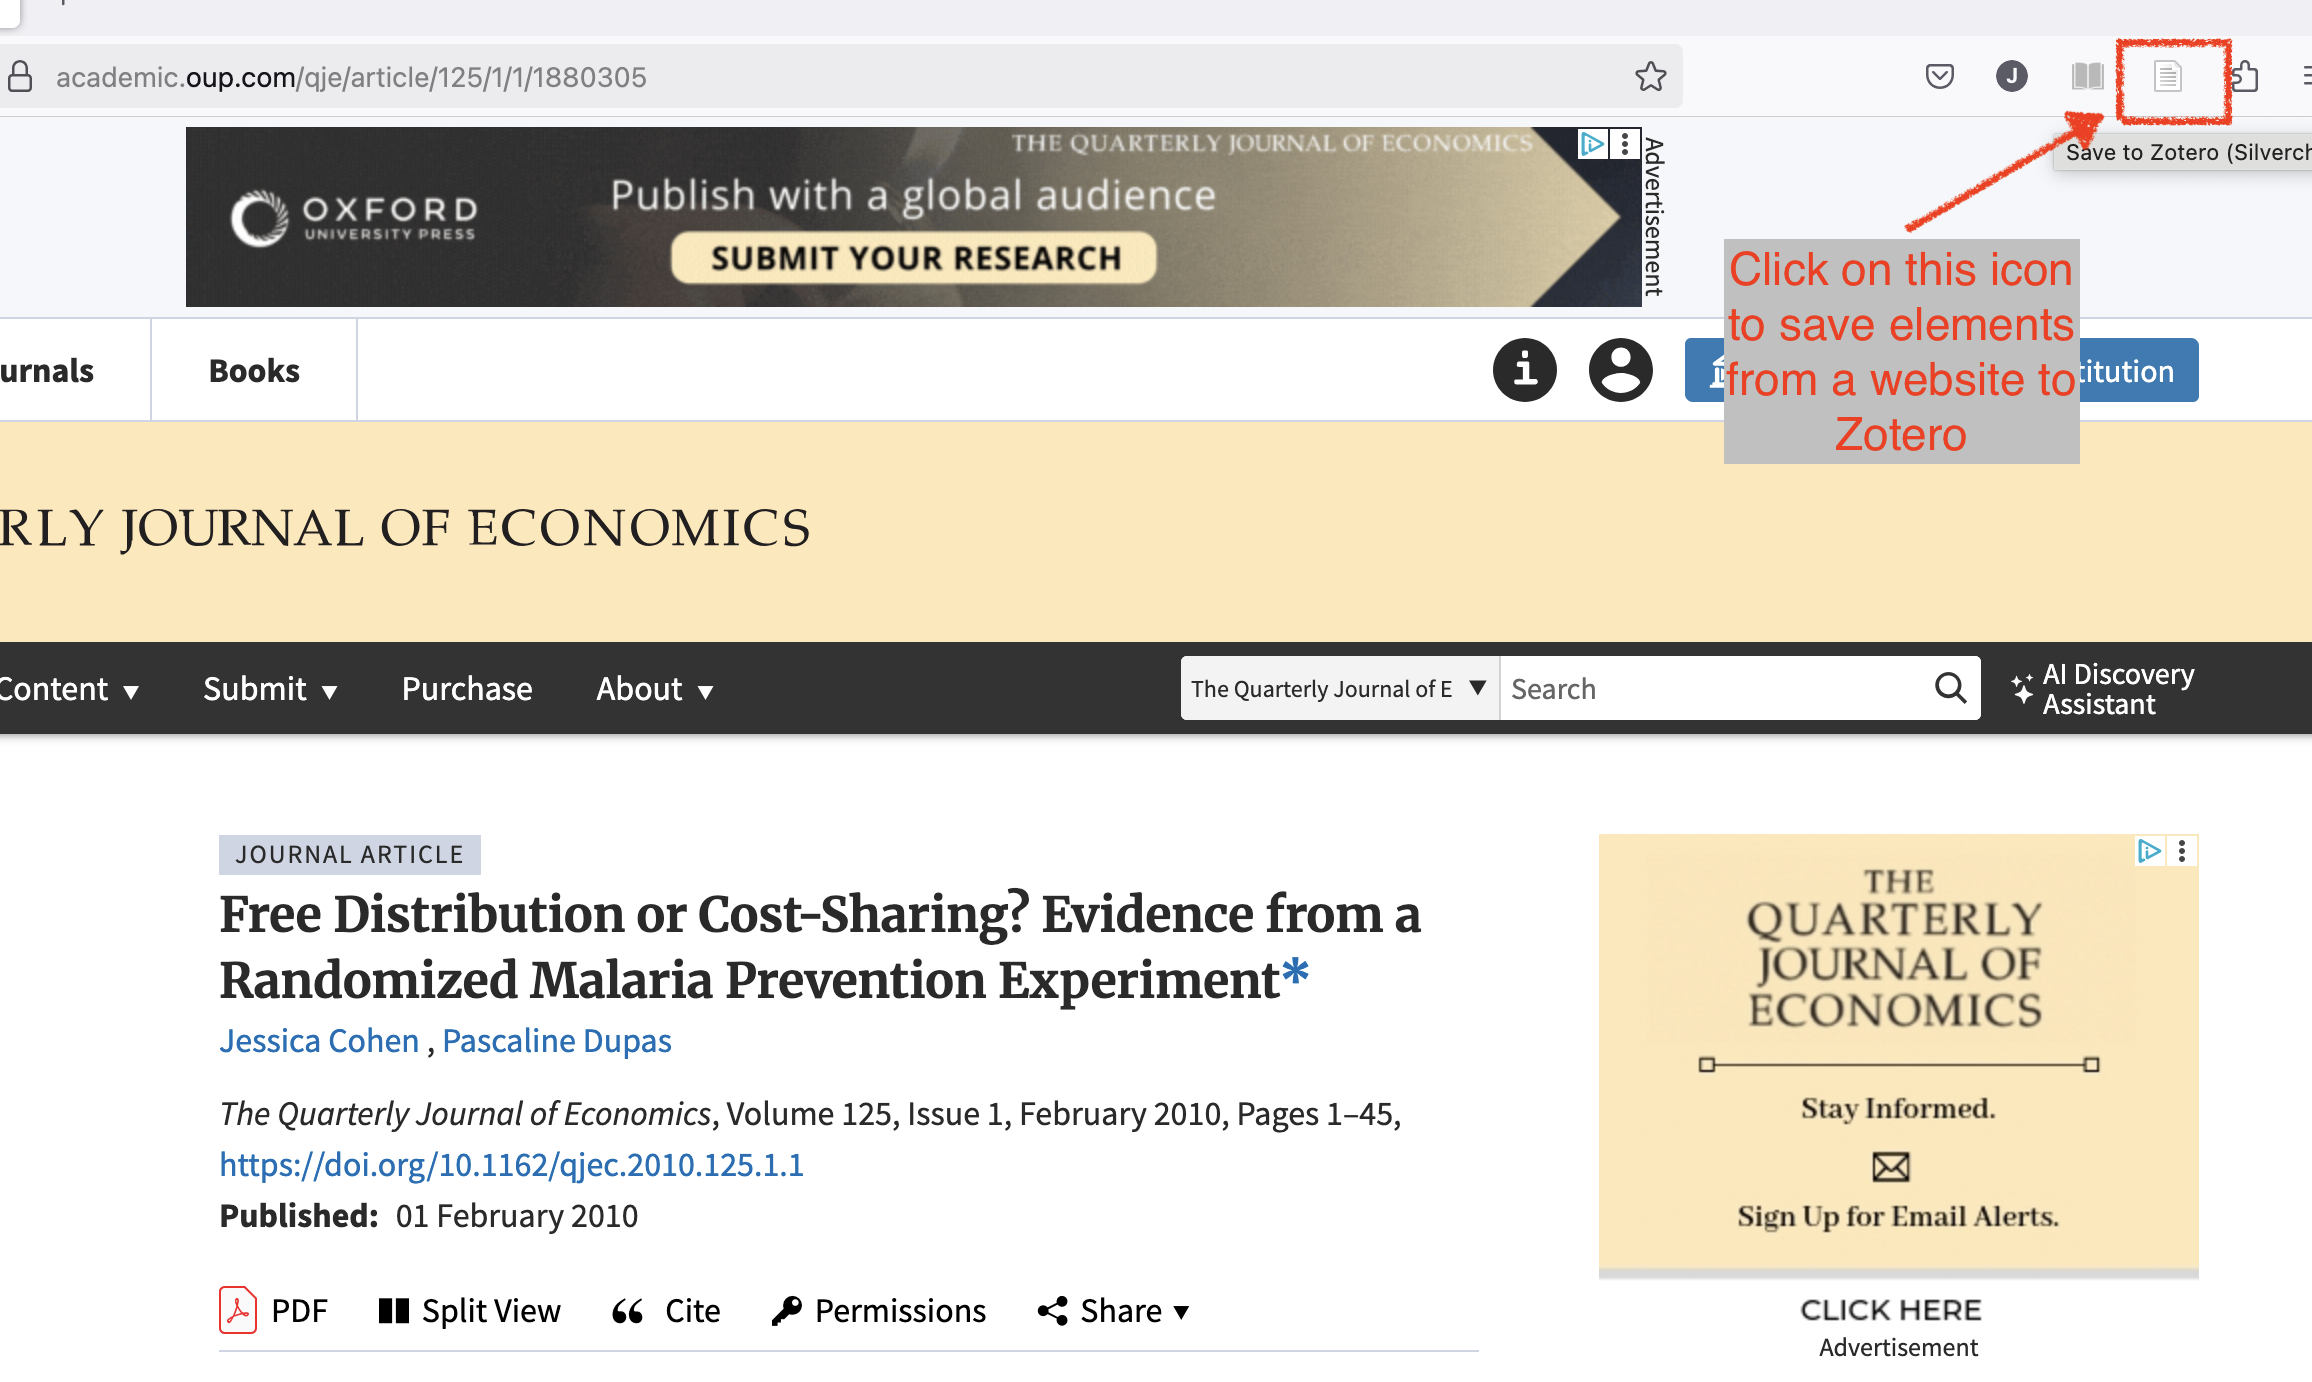 academic.oup.com/qje/article/125/1/1/1880305
J
Save to Zotero (Silverch
THE QUARTERLY JOURNAL OF ECONOMICS
OXFORD
UNIVERSITY PRESS
Publish with a global audience
SUBMIT YOUR RESEARCH
Advertisement
Click on this icon
to save elements
from a website to
Zotero
urnals
Books
titution
RLY JOURNAL OF ECONOMICS
Content
Submit
Purchase
About
The Quarterly Journal of E
Search
AI Discovery
Assistant
JOURNAL ARTICLE
Free Distribution or Cost-Sharing? Evidence from a
Randomized Malaria Prevention Experiment*
Jessica Cohen , Pascaline Dupas
The Quarterly Journal of Economics, Volume 125, Issue 1, February 2010, Pages 1–45,
https://doi.org/10.1162/qjec.2010.125.1.1
Published: 01 February 2010
PDF
Split View
Cite
Permissions
Share
THE
QUARTERLY
JOURNAL OF
ECONOMICS
Stay Informed.
Sign Up for Email Alerts.
CLICK HERE
Advertisement